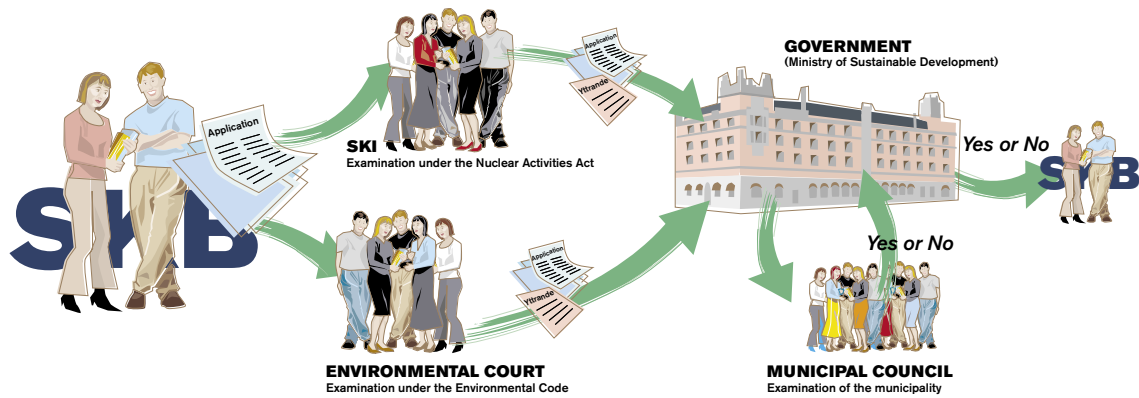 SKB
Application
SKI
Examination under the Nuclear Activities Act
Application
Yttrande
GOVERNMENT
(Ministry of Sustainable Development)
Yes or No
SKB
ENVIRONMENTAL COURT
Examination under the Environmental Code
Application
Yttrande
Yes or No
MUNICIPAL COUNCIL
Examination of the municipality